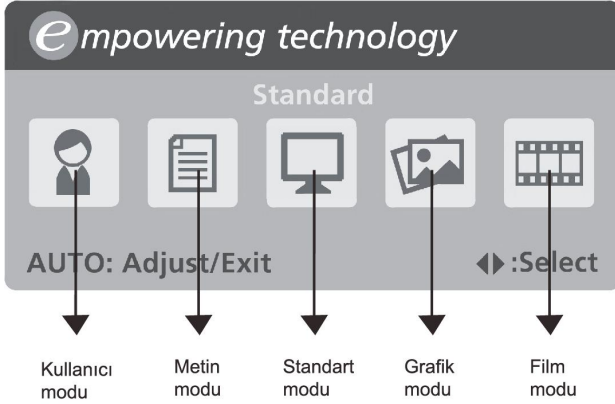 empowering technology
Standard
AUTO: Adjust/Exit
:Select
Kullanıcı modu
Metin modu
Standart modu
Grafik modu
Film modu